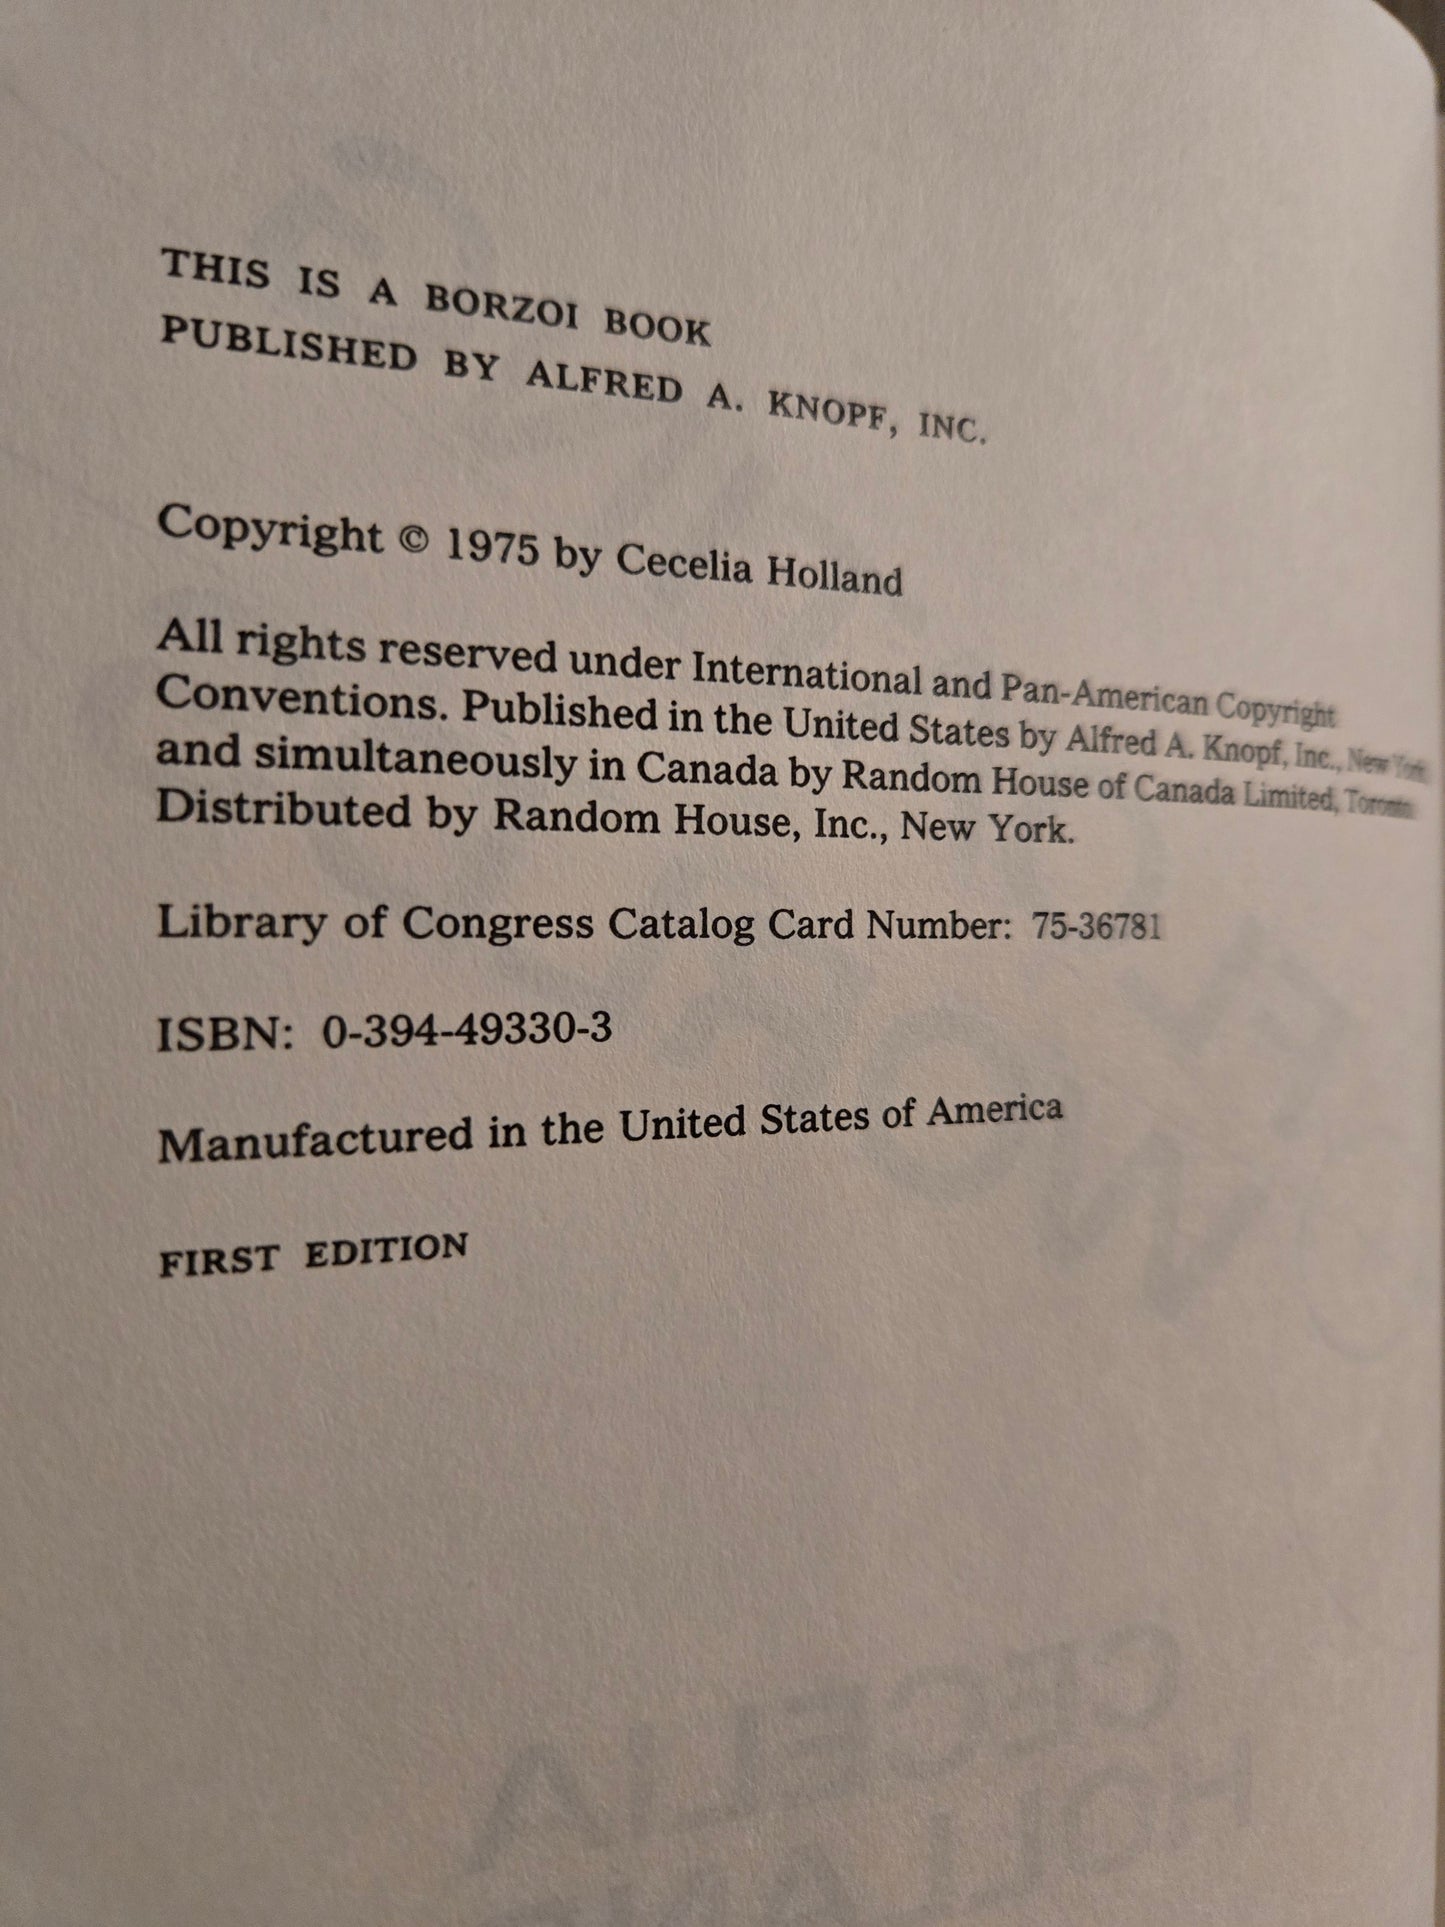 THIS IS A BORZOI BOOK
PUBLISHED BY ALFRED A. KNOPF, INC.
Copyright © 1975 by Cecelia Holland
All rights reserved under International and Pan-American Copyright
Conventions. Published in the United States by Alfred A. Knopf, Inc., New York
and simultaneously in Canada by Random House of Canada Limited, Toronto
Distributed by Random House, Inc., New York.
Library of Congress Catalog Card Number: 75-36781
ISBN: 0-394-49330-3
Manufactured in the United States of America
FIRST EDITION
CECELIA
HOLLAND